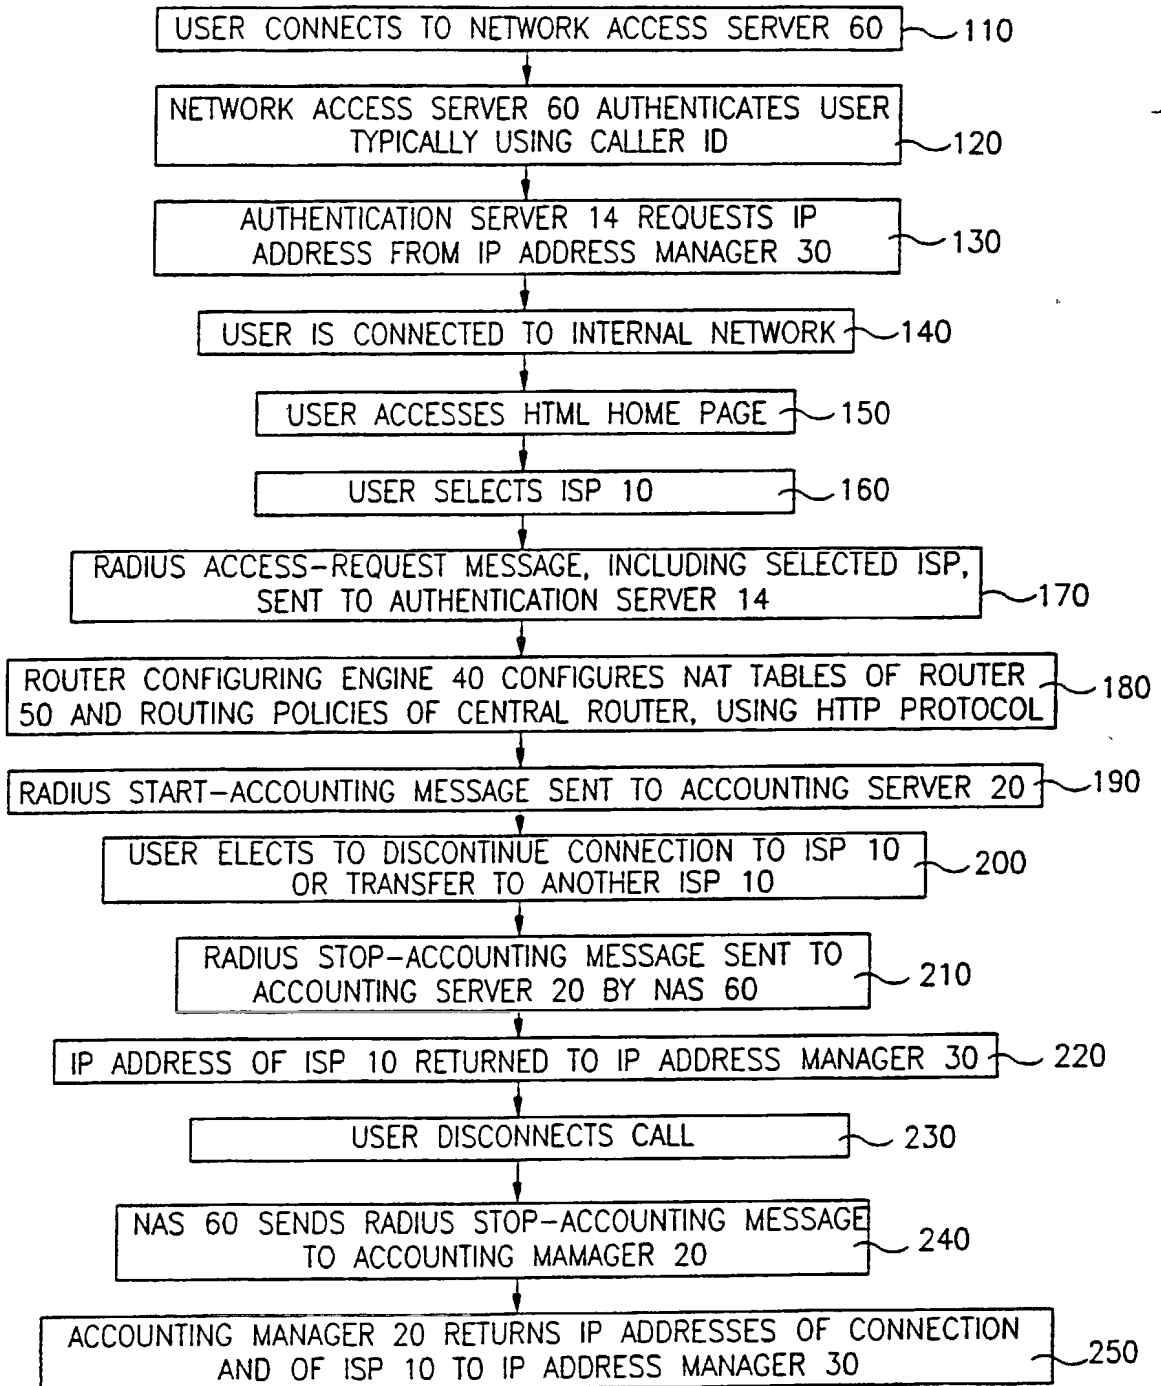 USER CONNECTS TO NETWORK ACCESS SERVER 60
110
NETWORK ACCESS SERVER 60 AUTHENTICATES USER
TYPICALLY USING CALLER ID
120
AUTHENTICATION SERVER 14 REQUESTS IP
ADDRESS FROM IP ADDRESS MANAGER 30
130
USER IS CONNECTED TO INTERNAL NETWORK
140
USER ACCESSES HTML HOME PAGE
150
USER SELECTS ISP 10
160
RADIUS ACCESS-REQUEST MESSAGE, INCLUDING SELECTED ISP,
SENT TO AUTHENTICATION SERVER 14
170
ROUTER CONFIGURING ENGINE 40 CONFIGURES NAT TABLES OF ROUTER
50 AND ROUTING POLICIES OF CENTRAL ROUTER, USING HTTP PROTOCOL
180
RADIUS START-ACCOUNTING MESSAGE SENT TO ACCOUNTING SERVER 20
190
USER ELECTS TO DISCONTINUE CONNECTION TO ISP 10
OR TRANSFER TO ANOTHER ISP 10
200
RADIUS STOP-ACCOUNTING MESSAGE SENT TO
ACCOUNTING SERVER 20 BY NAS 60
210
IP ADDRESS OF ISP 10 RETURNED TO IP ADDRESS MANAGER 30
220
USER DISCONNECTS CALL
230
NAS 60 SENDS RADIUS STOP-ACCOUNTING MESSAGE
TO ACCOUNTING MAMAGER 20
240
ACCOUNTING MANAGER 20 RETURNS IP ADDRESSES OF CONNECTION
AND OF ISP 10 TO IP ADDRESS MANAGER 30
250